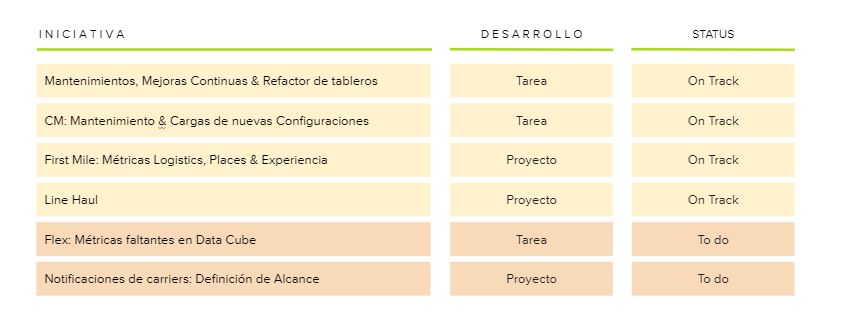 INICIATIVA DESARROLLO STATUS
Mantenimientos, Mejoras Continuas & Refactor de tableros Tarea On Track
CM: Mantenimiento & Cargas de nuevas Configuraciones Tarea On Track
First Mile: Métricas Logistics, Places & Experiencia Proyecto On Track
Line Haul Proyecto On Track
Flex: Métricas faltantes en Data Cube Tarea To do
Notificaciones de carriers: Definición de Alcance Proyecto To do